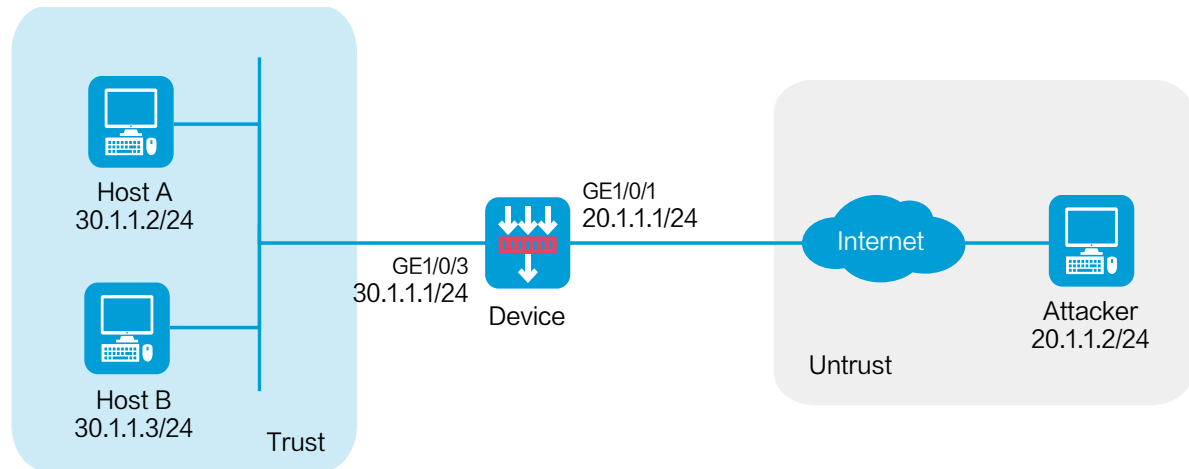 Host A
30.1.1.2/24
Host B
30.1.1.3/24
Trust
GE1/0/3
30.1.1.1/24
Device
GE1/0/1
20.1.1.1/24
Internet
Attacker
20.1.1.2/24
Untrust